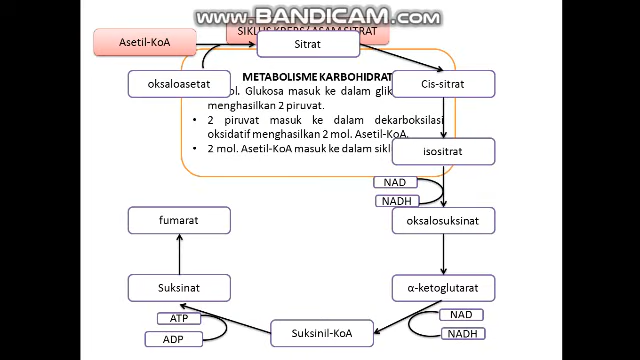 www.BANDICAM.com
SIKLUS KREBS/ ASAM SITRAT
Asetil-KoA
Sitrat
oksaloasetat
METABOLISME KARBOHIDRAT
Cis-sitrat
mol. Glukosa masuk ke dalam glik
menghasilkan 2 piruvat.
• 2 piruvat masuk ke dalam dekarboksilasi
oksidatif menghasilkan 2 mol. Asetil-KoA.
• 2 mol. Asetil-KoA masuk ke dalam sikl
isositrat
NAD
NADH
fumarat
oksalosuksinat
Suksinat
α-ketoglutarat
ATP
ADP
Suksinil-KoA
NAD
NADH